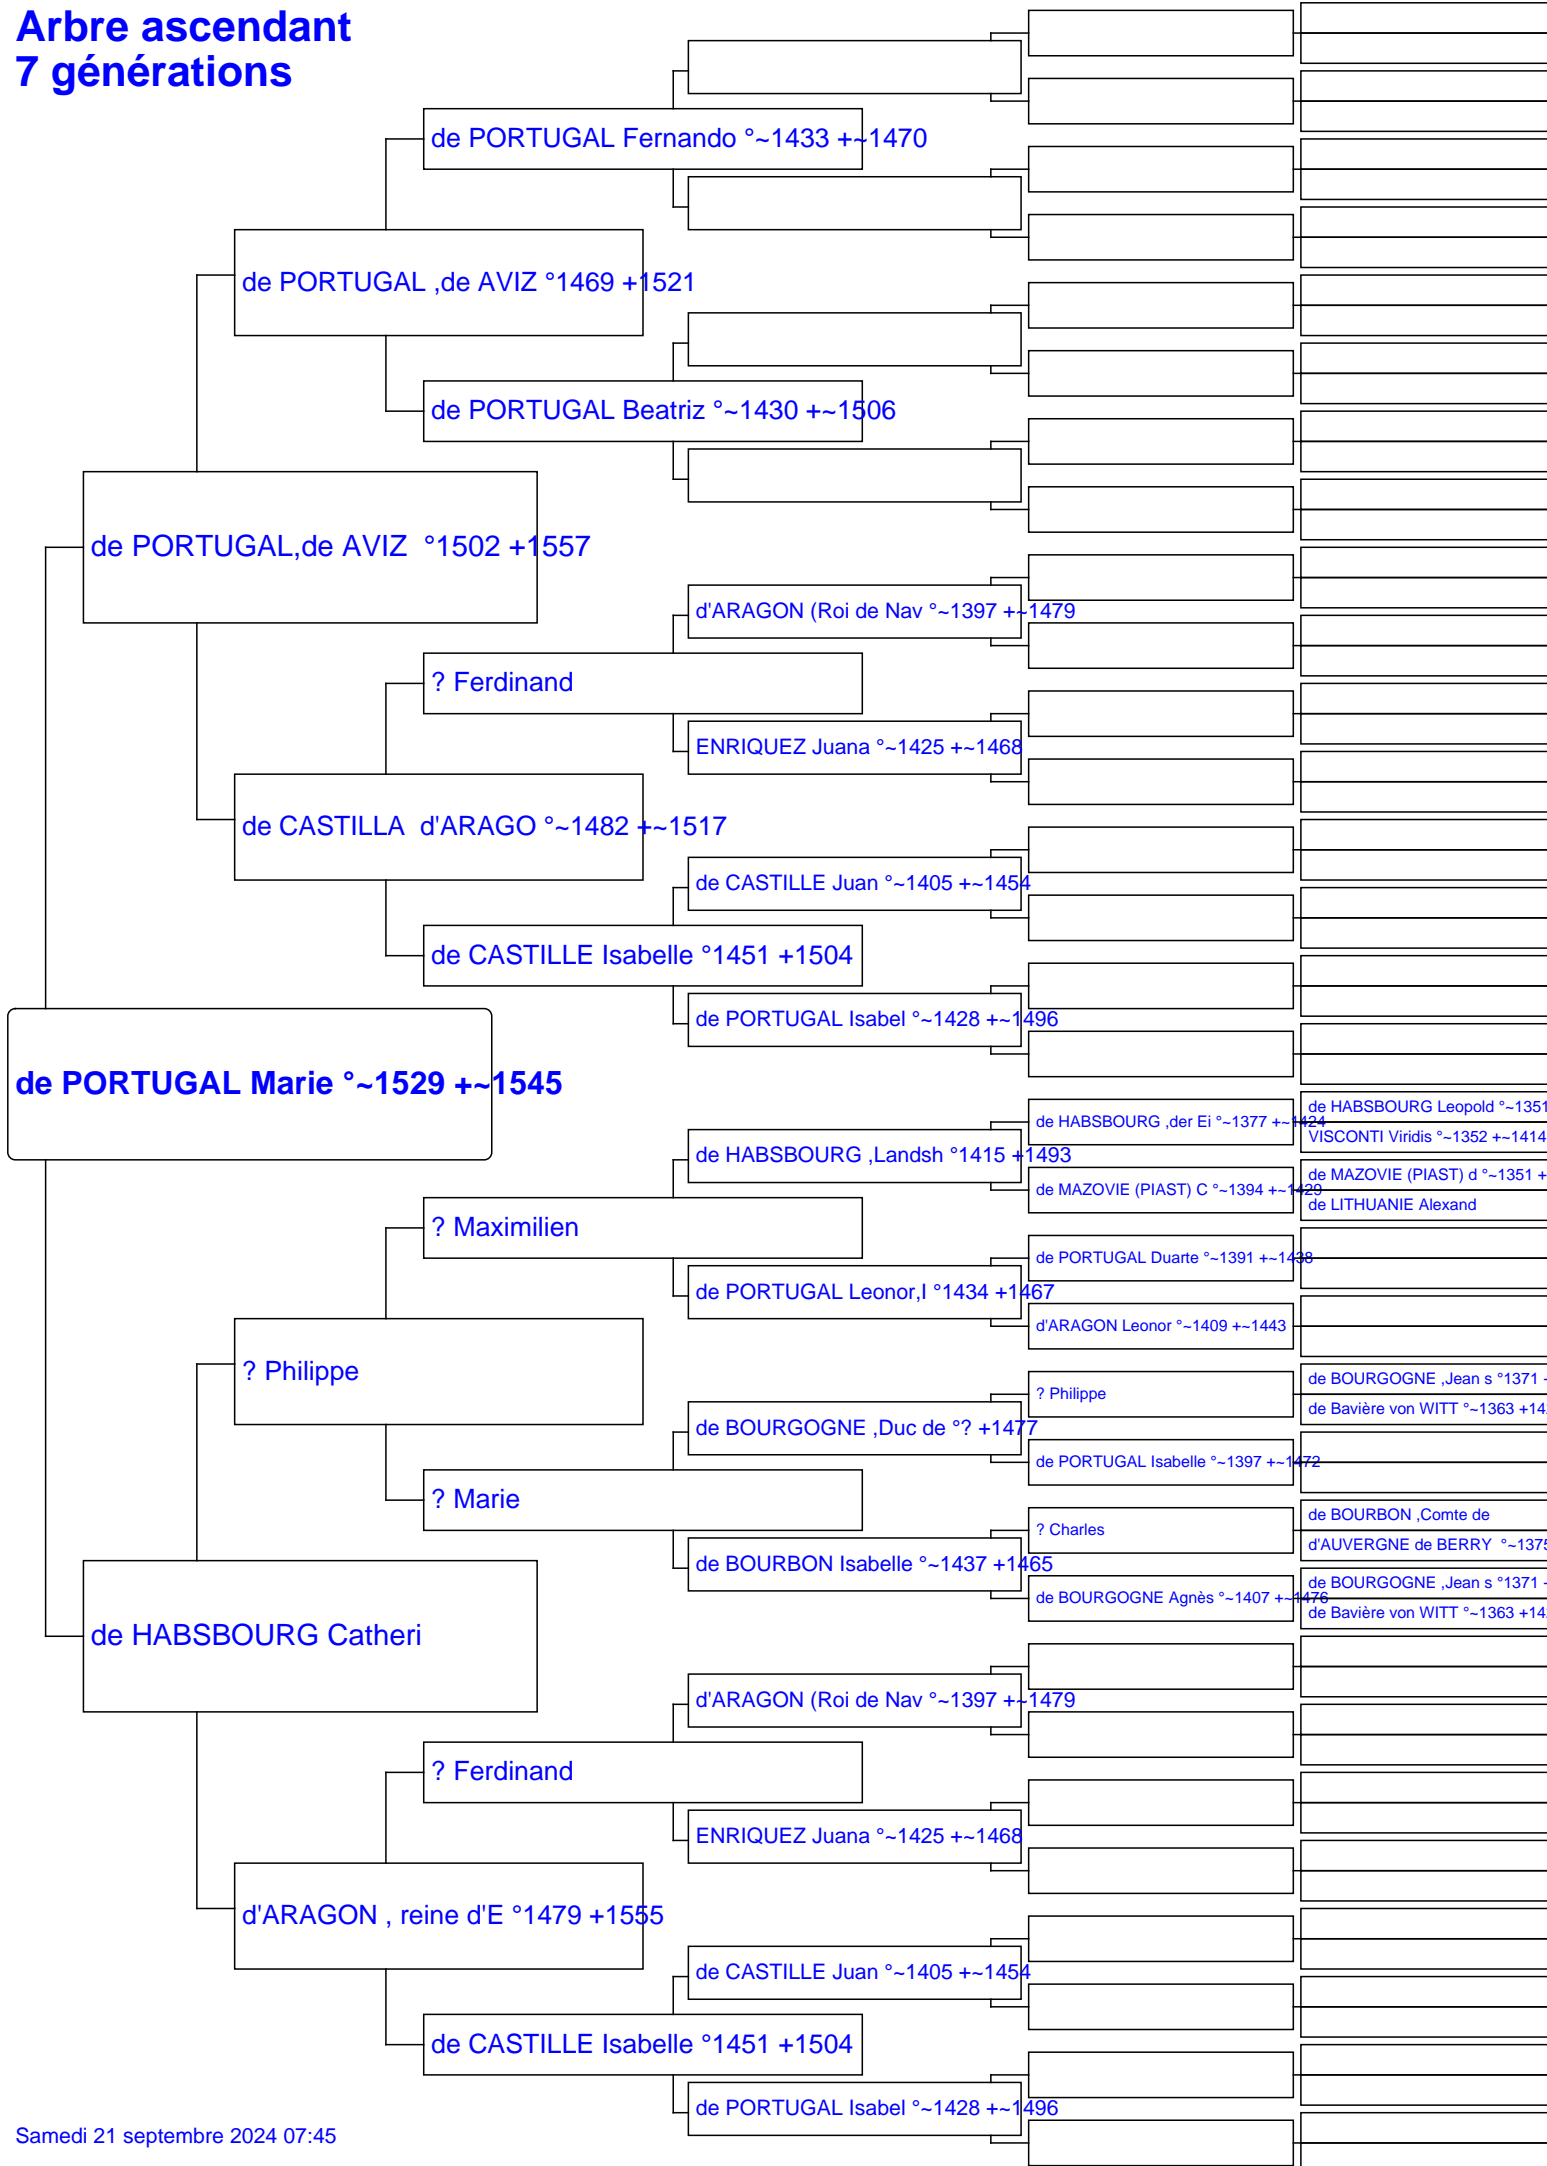 Arbre ascendant
7 générations
de PORTUGAL Fernando °~1433 +~1470
de PORTUGAL ,de AVIZ °1469 +1521
de PORTUGAL Beatriz °~1430 +~1506
de PORTUGAL,de AVIZ  °1502 +1557
d'ARAGON (Roi de Nav °~1397 +~1479
? Ferdinand
ENRIQUEZ Juana °~1425 +~1468
de CASTILLA  d'ARAGO °~1482 +~1517
de CASTILLE Juan °~1405 +~1454
de CASTILLE Isabelle °1451 +1504
de PORTUGAL Isabel °~1428 +~1496
de PORTUGAL Marie °~1529 +~1545
de HABSBOURG Leopold °~1351
de HABSBOURG ,der Ei °~1377 +~1424
VISCONTI Viridis °~1352 +~1414
de HABSBOURG ,Landsh °1415 +1493
de MAZOVIE (PIAST) d °~1351 +
de MAZOVIE (PIAST) C °~1394 +~1429
de LITHUANIE Alexand
? Maximilien
de PORTUGAL Duarte °~1391 +~1438
de PORTUGAL Leonor,I °1434 +1467
d'ARAGON Leonor °~1409 +~1443
? Philippe
de BOURGOGNE ,Jean s °1371
? Philippe
de Bavière von WITT °~1363 +14
de BOURGOGNE ,Duc de °? +1477
de PORTUGAL Isabelle °~1397 +~1472
? Marie
de BOURBON ,Comte de
? Charles
d'AUVERGNE de BERRY  °~1375
de BOURBON Isabelle °~1437 +1465
de BOURGOGNE ,Jean s °1371
de BOURGOGNE Agnès °~1407 +~1476
de Bavière von WITT °~1363 +14
de HABSBOURG Catheri
d'ARAGON (Roi de Nav °~1397 +~1479
? Ferdinand
ENRIQUEZ Juana °~1425 +~1468
d'ARAGON , reine d'E °1479 +1555
de CASTILLE Juan °~1405 +~1454
de CASTILLE Isabelle °1451 +1504
de PORTUGAL Isabel °~1428 +~1496
Samedi 21 septembre 2024 07:45